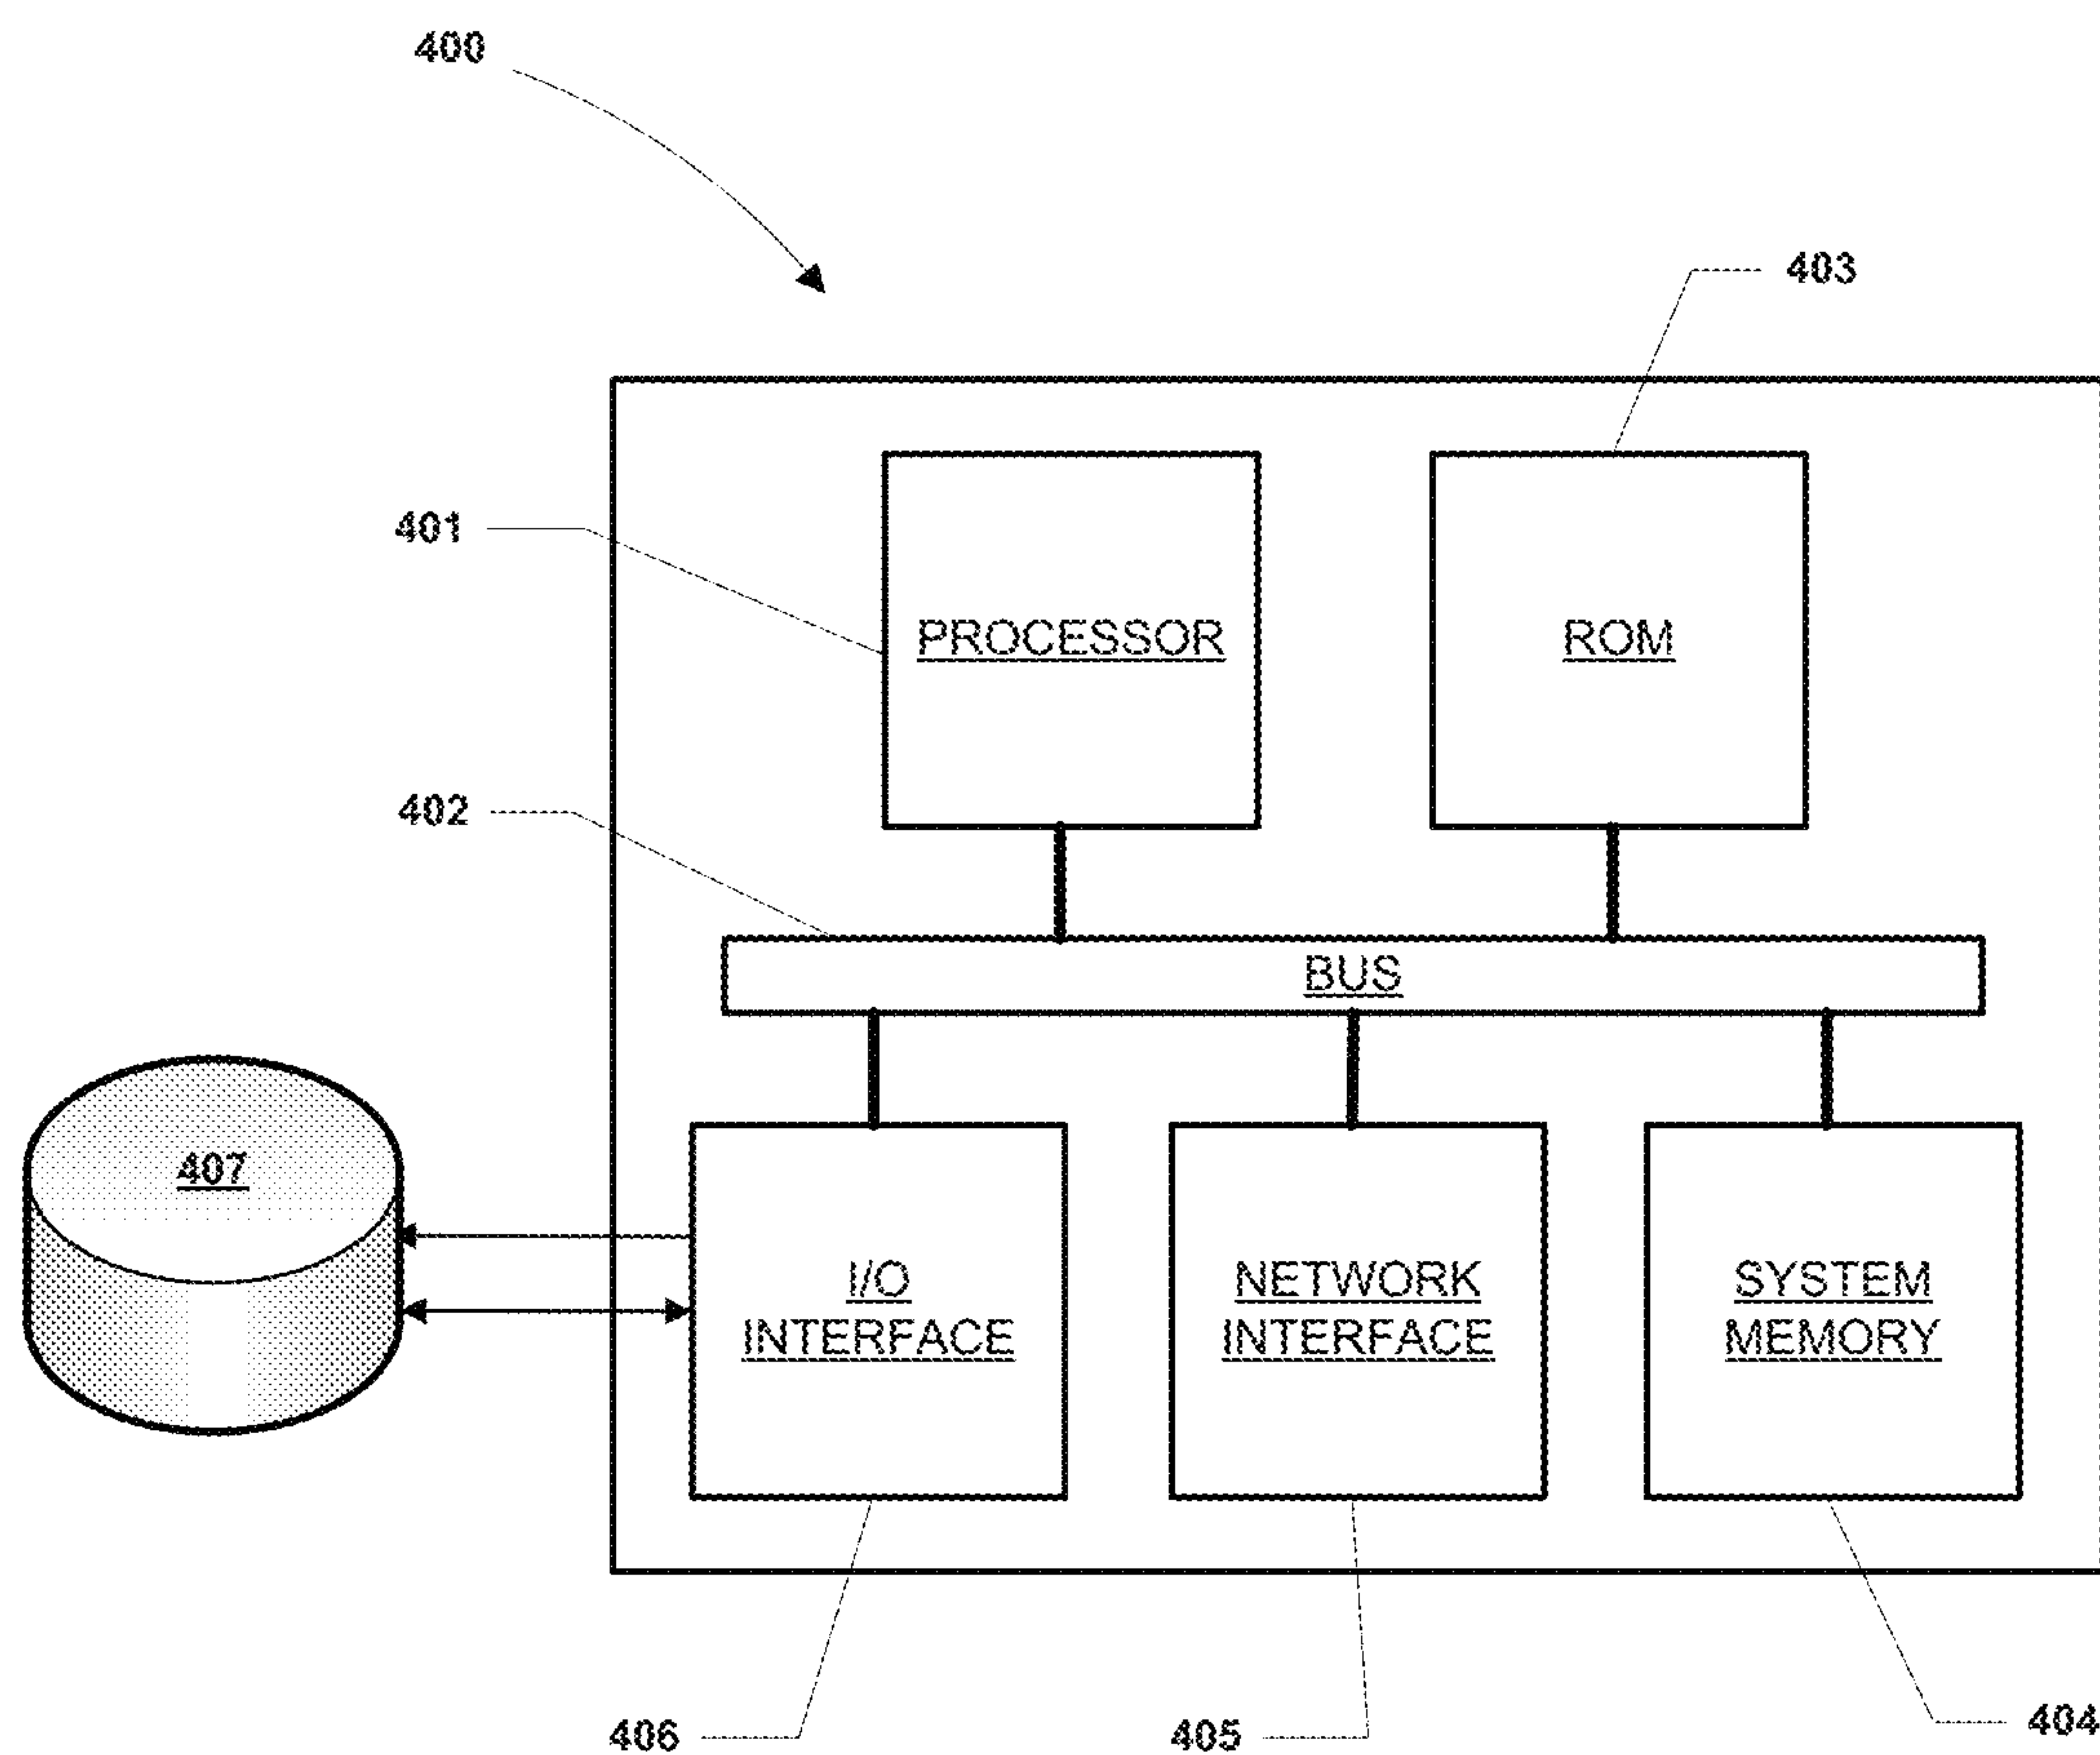 400
403
401
PROCESSOR
ROM
402
BUS
407
I/O
INTERFACE
NETWORK
INTERFACE
SYSTEM
MEMORY
406
405
404